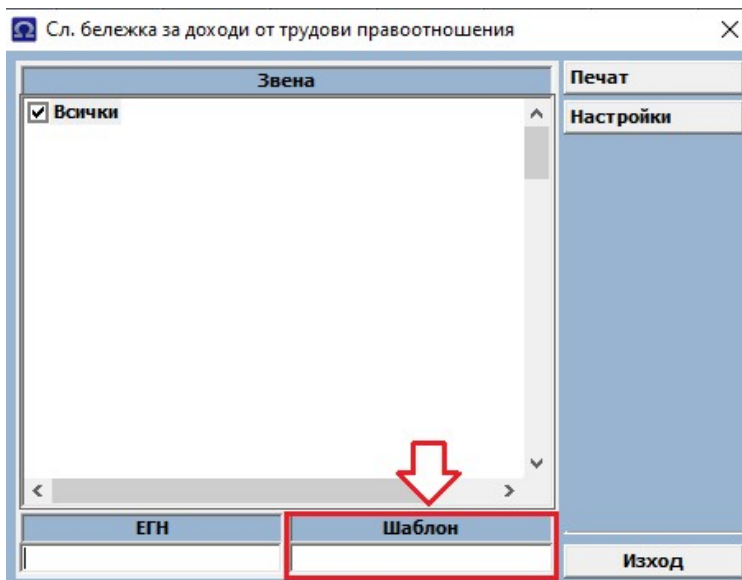 Сл. бележка за доходи от трудови правоотношения
Звена
Всички
Печат
Настройки
ЕГН
Шаблон
Изход